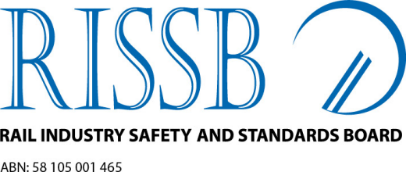 RISSB
RAIL INDUSTRY SAFETY AND STANDARDS BOARD
ABN: 58 105 001 465